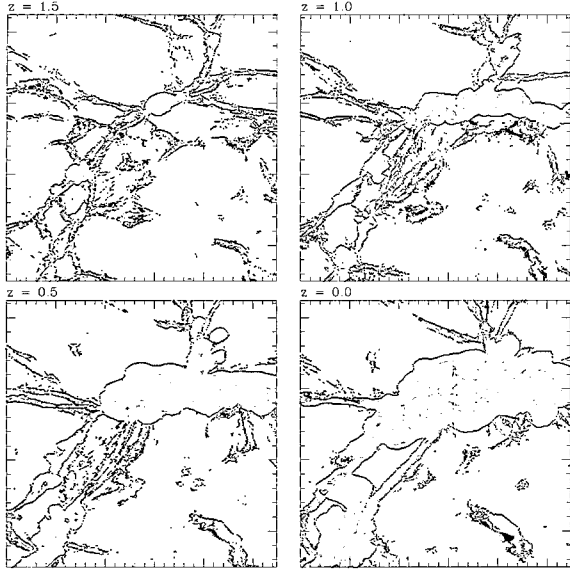 z = 1.5
z = 1.0
z = 0.5
z = 0.0